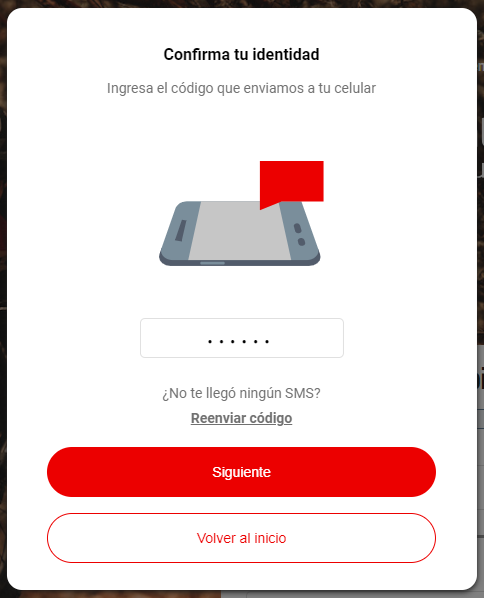 Confirma tu identidad
Ingresa el código que enviamos a tu celular
¿No te llegó ningún SMS?
Reenviar código
Siguiente
Volver al inicio